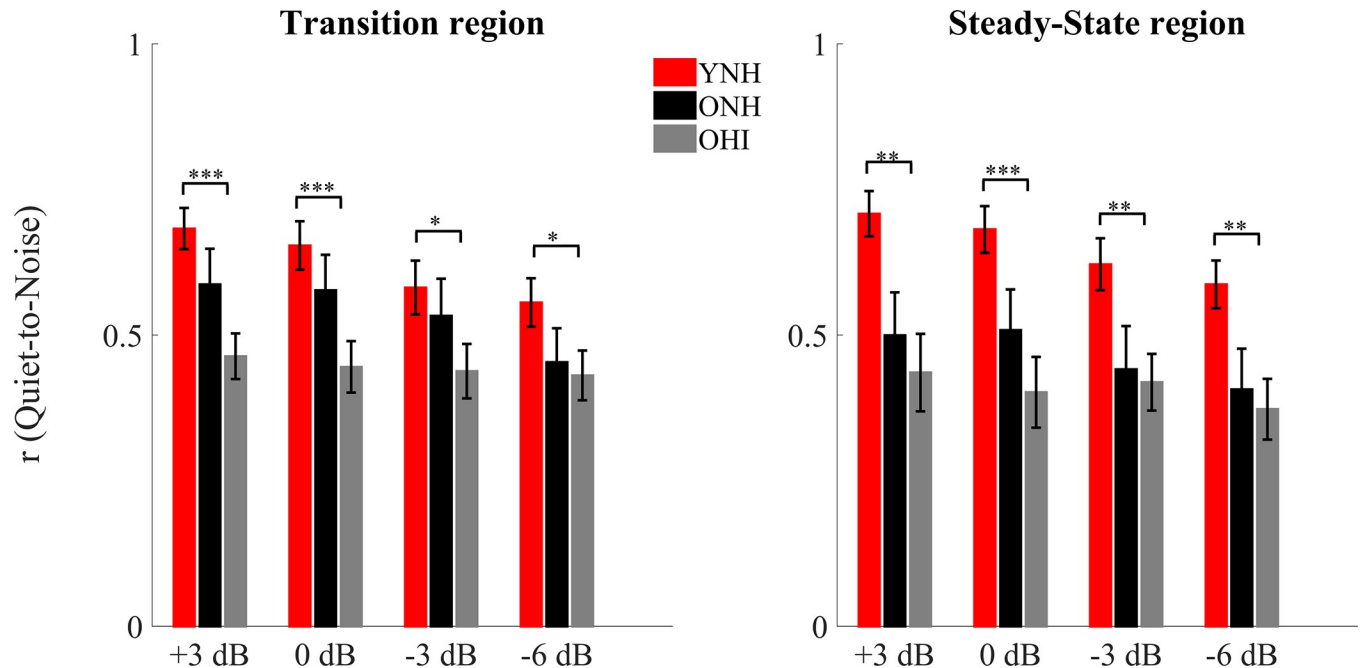 Transition region
Steady-State region
1
1
YNH
ONH
OHI
***
***
*
*
**
***
**
**
r (Quiet-to-Noise)
0.5
0.5
0
0
+3 dB
0 dB
-3 dB
-6 dB
+3 dB
0 dB
-3 dB
-6 dB